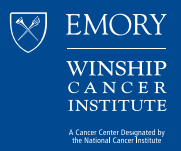 EMORY
WINSHIP
CANCER
INSTITUTE
A Cancer Center Designated by
the National Cancer Institute